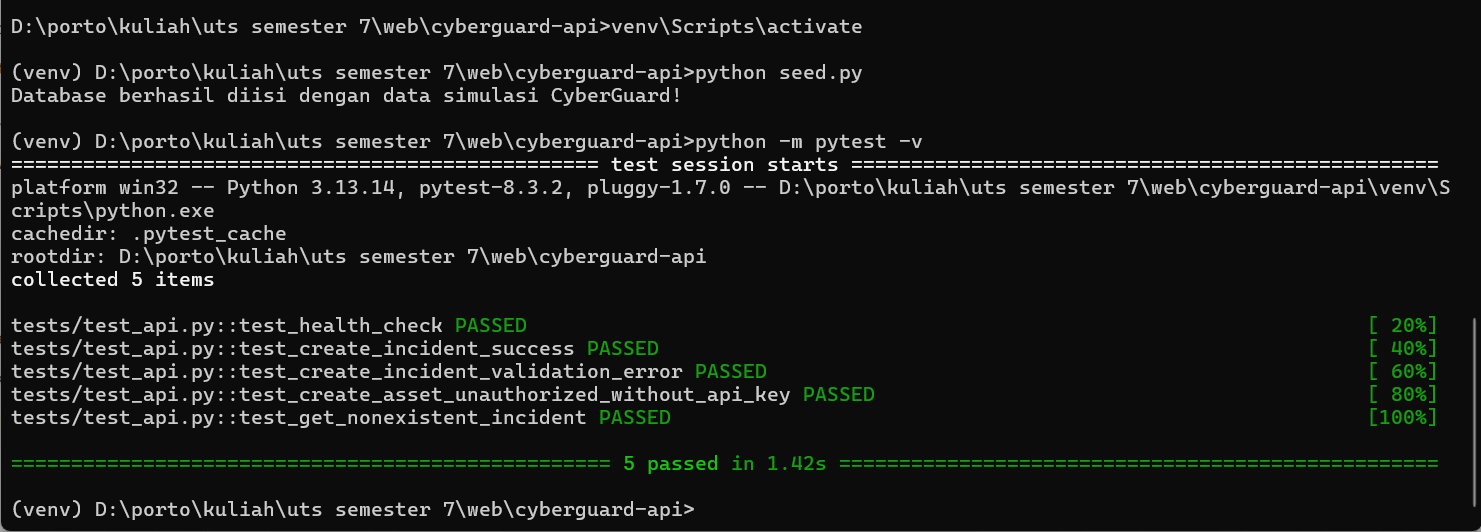 D:\porto\kuliah\uts semester 7\web\cyberguard-api>venv\Scripts\activate
(venv) D:\porto\kuliah\uts semester 7\web\cyberguard-api>python seed.py
Database berhasil diisi dengan data simulasi CyberGuard!
(venv) D:\porto\kuliah\uts semester 7\web\cyberguard-api>python -m pytest -v
================================================= test session starts =================================================
platform win32 -- Python 3.13.14, pytest-8.3.2, pluggy-1.7.0 -- D:\porto\kuliah\uts semester 7\web\cyberguard-api\venv\S
cripts\python.exe
cachedir: .pytest_cache
rootdir: D:\porto\kuliah\uts semester 7\web\cyberguard-api
collected 5 items
tests/test_api.py::test_health_check PASSED [ 20%]
tests/test_api.py::test_create_incident_success PASSED [ 40%]
tests/test_api.py::test_create_incident_validation_error PASSED [ 60%]
tests/test_api.py::test_create_asset_unauthorized_without_api_key PASSED [ 80%]
tests/test_api.py::test_get_nonexistent_incident PASSED [100%]
================================================== 5 passed in 1.42s ==================================================
(venv) D:\porto\kuliah\uts semester 7\web\cyberguard-api>